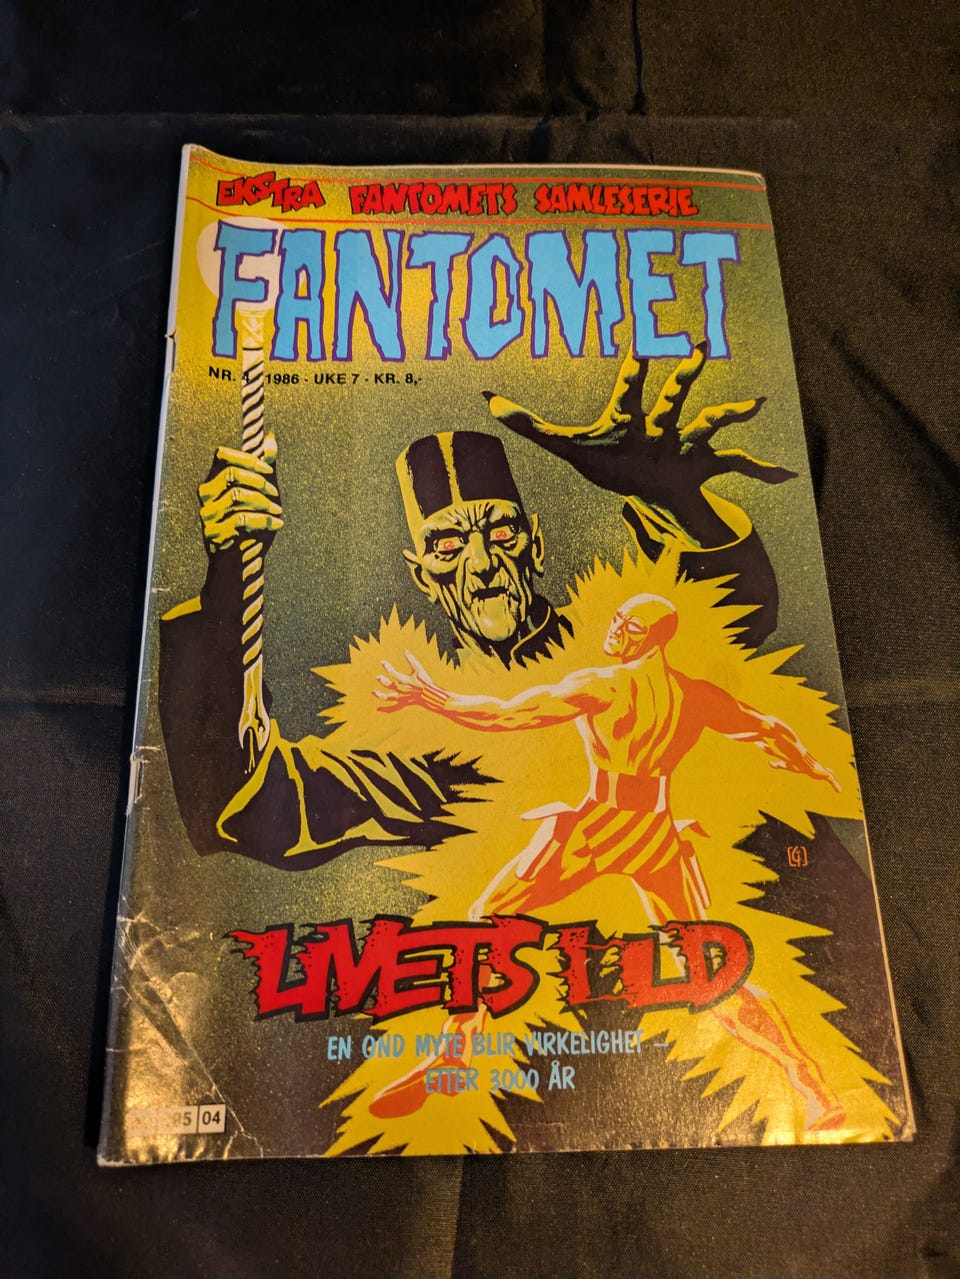 EKSTRA FANTOMETS SAMLESERIE
FANTOMET
NR. 4 1986 - UKE 7 - KR. 8,-
LIVETS ILD
EN OND MYTE BLIR VIRKELIGHET –
ETTER 3000 ÅR
04